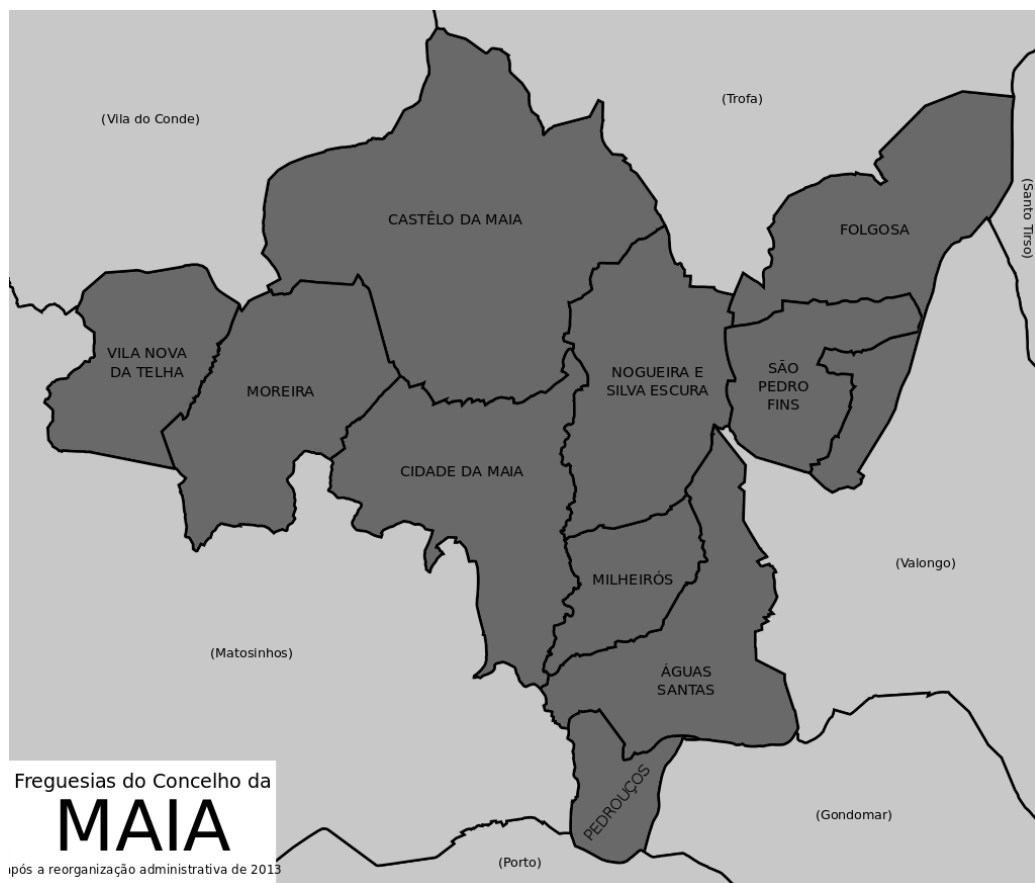 (Trofa)
(Vila do Conde)
(Santo Tirso)
CASTÊLO DA MAIA
FOLGOSA
VILA NOVA
DA TELHA
MOREIRA
NOGUEIRA E
SILVA ESCURA
SÃO
PEDRO
FINS
CIDADE DA MAIA
(Valongo)
MILHEIRÓS
(Matosinhos)
ÁGUAS
SANTAS
PEDROUÇOS
(Gondomar)
(Porto)
Freguesias do Concelho da
MAIA
após a reorganização administrativa de 2013